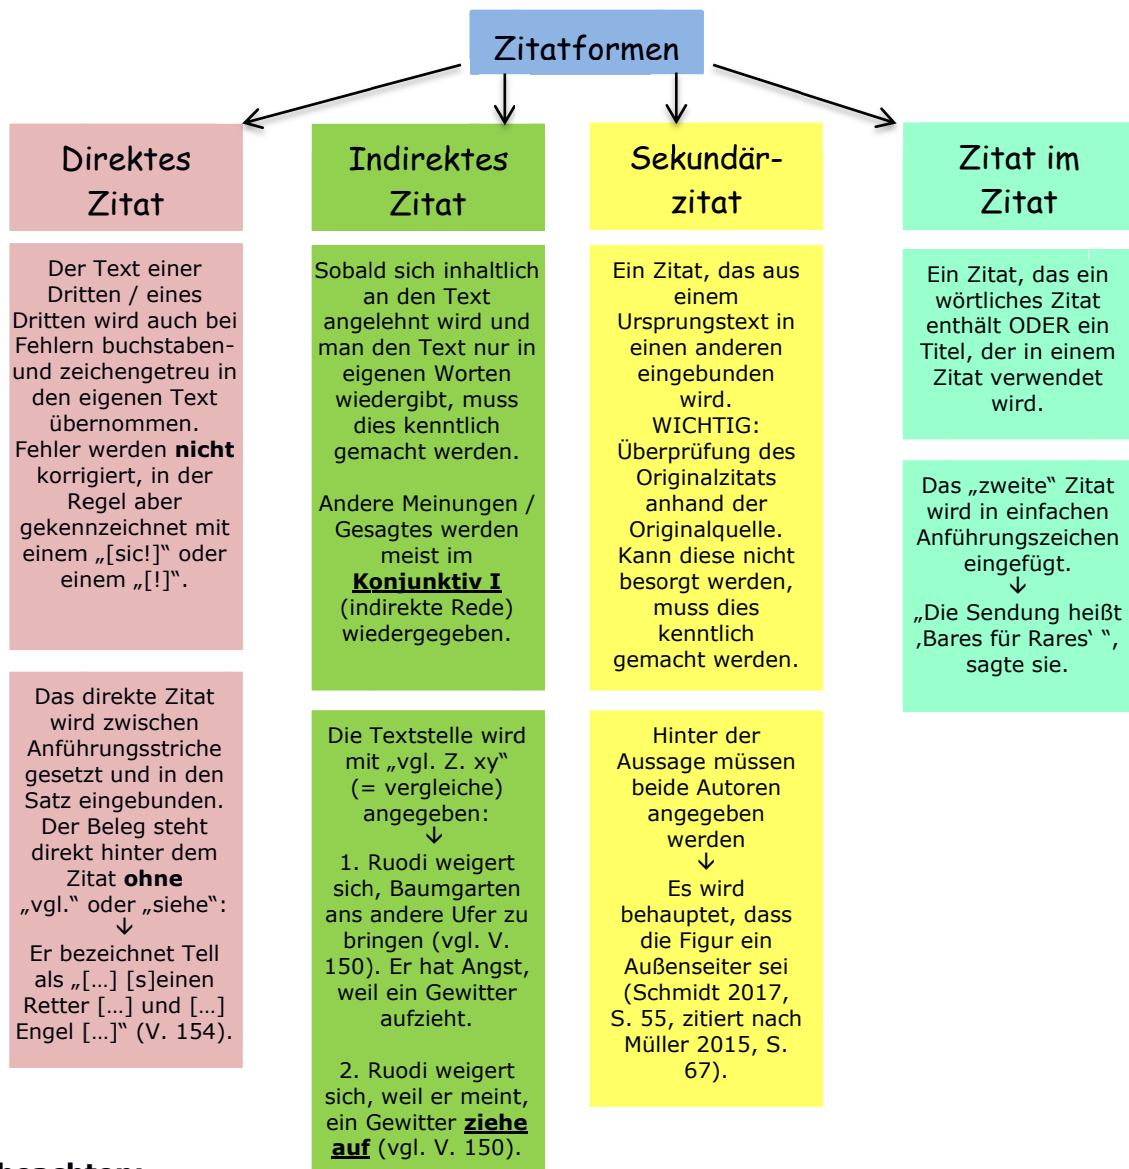 Zitatformen
Direktes
Zitat
Der Text einer
Dritten / eines
Dritten wird auch bei
Fehlern buchstaben-
und zeichengetreu in
den eigenen Text
übernommen.
Fehler werden nicht
korrigiert, in der
Regel aber
gekennzeichnet mit
einem „[sic!]“ oder
einem „[!]“.
Das direkte Zitat
wird zwischen
Anführungsstriche
gesetzt und in den
Satz eingebunden.
Der Beleg steht
direkt hinter dem
Zitat ohne
„vgl.“ oder „siehe“:
↓
Er bezeichnet Tell
als „[…] [s]einen
Retter […] und […]
Engel […]“ (V. 154).
Indirektes
Zitat
Sobald sich inhaltlich
an den Text
angelehnt wird und
man den Text nur in
eigenen Worten
wiedergibt, muss
dies kenntlich
gemacht werden.
Andere Meinungen /
Gesagtes werden
meist im
Konjunktiv I
(indirekte Rede)
wiedergegeben.
Die Textstelle wird
mit „vgl. Z. xy“
(= vergleiche)
angegeben:
↓
1. Ruodi weigert
sich, Baumgarten
ans andere Ufer zu
bringen (vgl. V.
150). Er hat Angst,
weil ein Gewitter
aufzieht.
2. Ruodi weigert
sich, weil er meint,
ein Gewitter ziehe
auf (vgl. V. 150).
Sekundär-
zitat
Ein Zitat, das aus
einem
Ursprungstext in
einen anderen
eingebunden
wird.
WICHTIG:
Überprüfung des
Originalzitats
anhand der
Originalquelle.
Kann diese nicht
besorgt werden,
muss dies
kenntlich
gemacht werden.
Hinter der
Aussage müssen
beide Autoren
angegeben
werden
↓
Es wird
behauptet, dass
die Figur ein
Außenseiter sei
(Schmidt 2017,
S. 55, zitiert nach
Müller 2015, S.
67).
Zitat im
Zitat
Ein Zitat, das ein
wörtliches Zitat
enthält ODER ein
Titel, der in einem
Zitat verwendet
wird.
Das „zweite“ Zitat
wird in einfachen
Anführungszeichen
eingefügt.
↓
„Die Sendung heißt
‚Bares für Rares‘ “,
sagte sie.